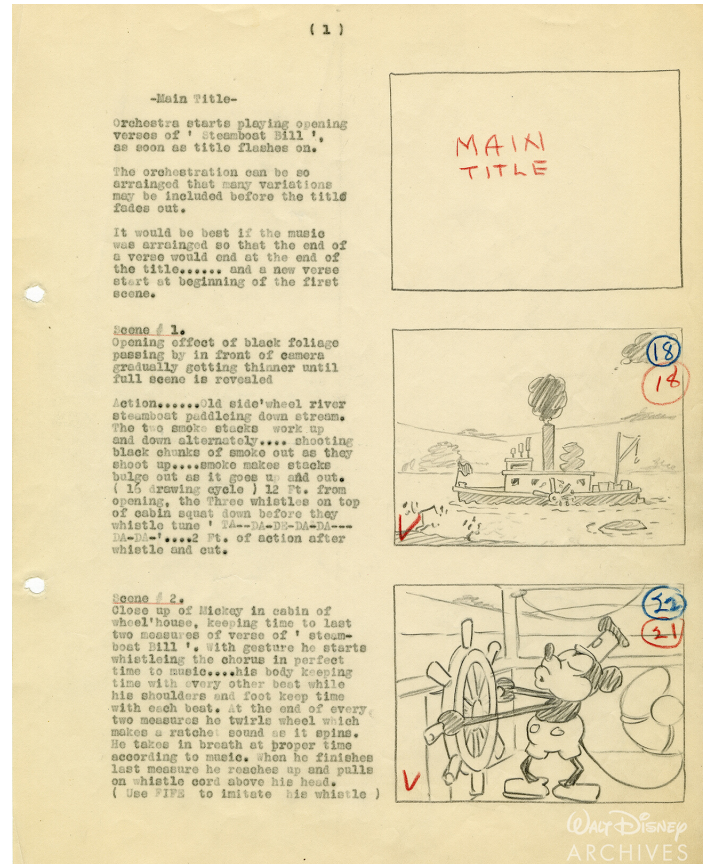 ( 1 )
-Main Title-
Orchestra starts playing opening
verses of ' Steamboat Bill ',
as soon as title flashes on.
The orchestration can be so
arrainged that many variations
may be included before the title
fades out.
It would be best if the music
was arrainged so that the end of
a verse would end at the end of
the title...... and a new verse
start at beginning of the first
scene.
MAIN
TITLE
Scene # 1.
Opening effect of black foliage
passing by in front of camera
gradually getting thinner until
full scene is revealed
Action......Old side'wheel river
steamboat paddleing down stream.
The two smoke stacks work up
and down alternately.... shooting
black chunks of smoke out as they
shoot up....smoke makes stacks
bulge out as it goes up and out.
( 16 drawing cycle ) 12 Ft. from
opening, the Three whistles on top
of cabin squat down before they
whistle tune ' TA--DA-DE-DA-DA---
DA-DA-'....2 Ft. of action after
whistle and cut.
18
18
Scene # 2.
Close up of Mickey in cabin of
wheel'house, keeping time to last
two measures of verse of ' steam-
boat Bill '. With gesture he starts
whistleing the chorus in perfect
time to music....his body keeping
time with every other beat while
his shoulders and foot keep time
with each beat. At the end of every
two measures he twirls wheel which
makes a ratchet sound as it spins.
He takes in breath at proper time
according to music. When he finishes
last measure he reaches up and pulls
on whistle cord above his head.
( Use FIFE to imitate his whistle )
22
21
WALT DISNEY
ARCHIVES